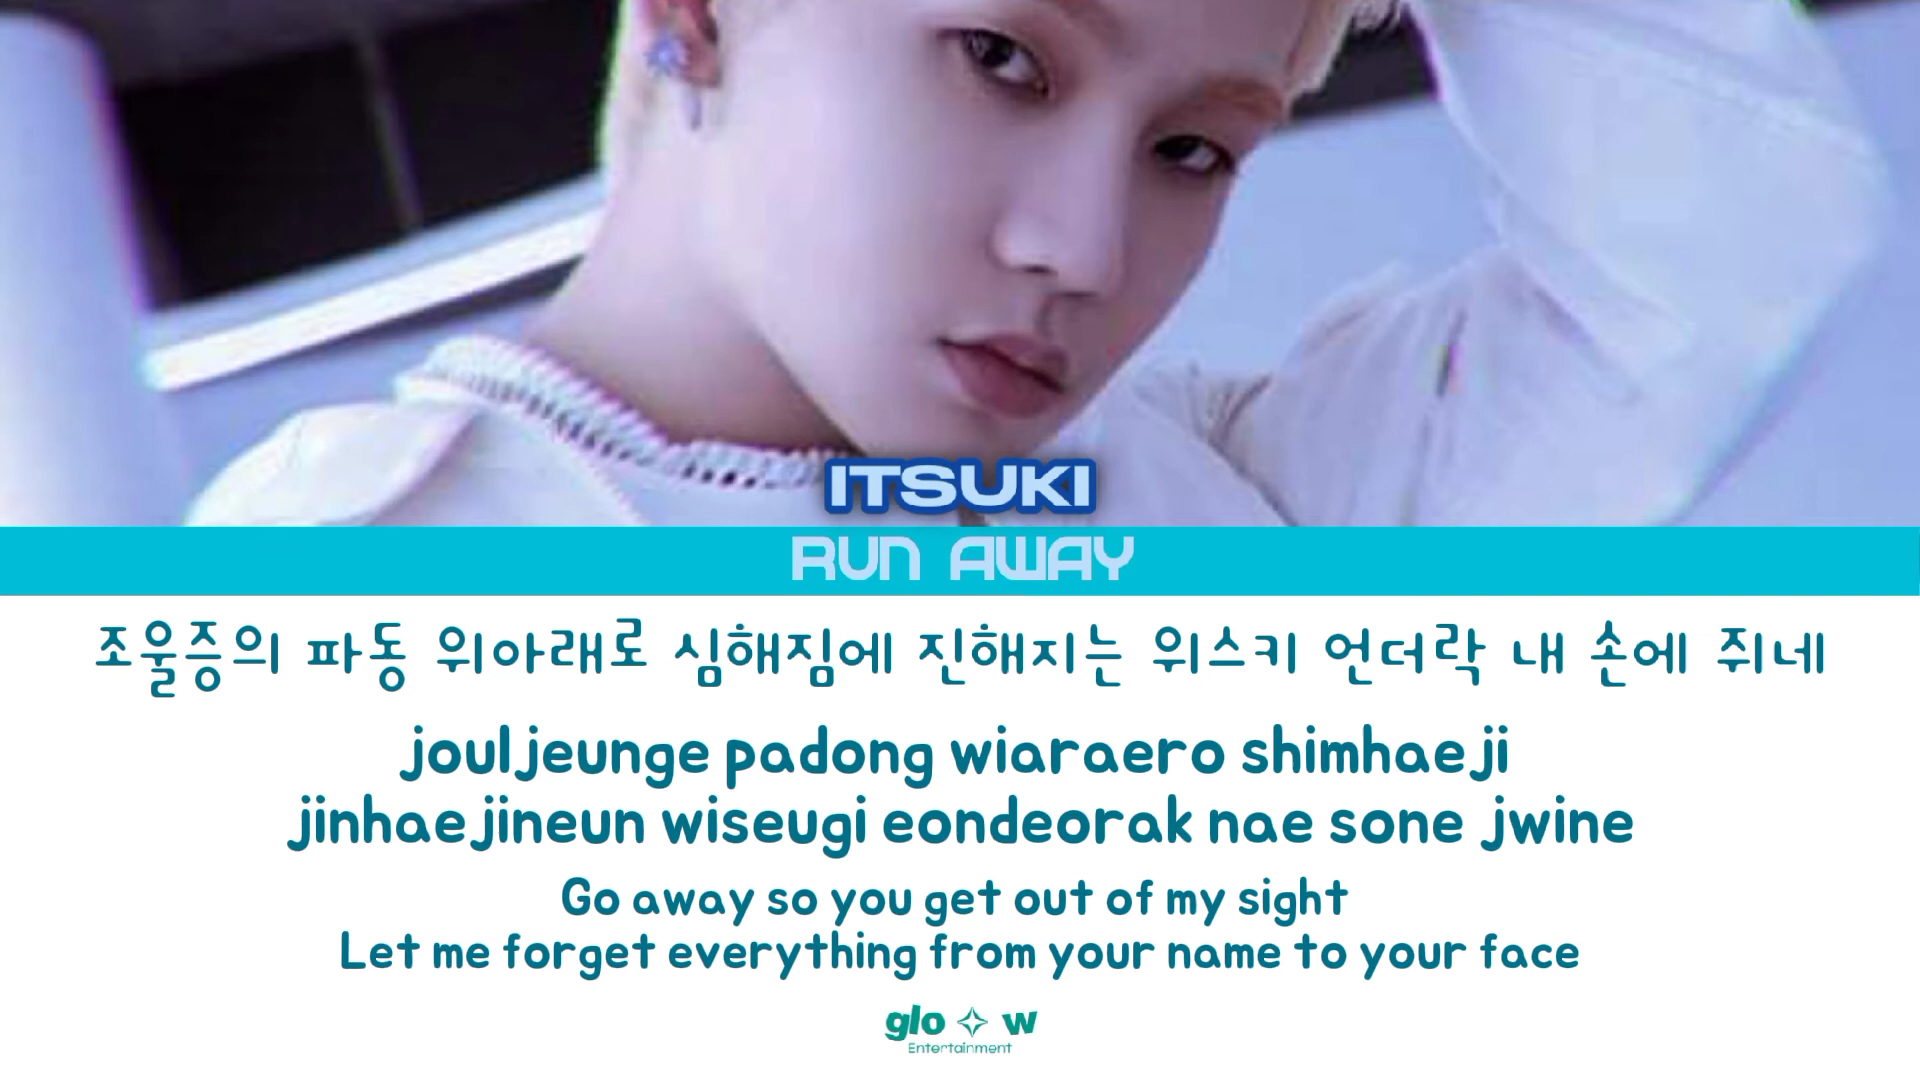 ITSUKI
RUN AWAY
조울증의 파동 위아래로 심해짐에 진해지는 위스키 언더락 내 손에 쥐네
jouljeunge padong wiaraero shimhaeji
jinhaejineun wiseugi eondeorak nae sone jwine
Go away so you get out of my sight
Let me forget everything from your name to your face
glo w
Entertainment